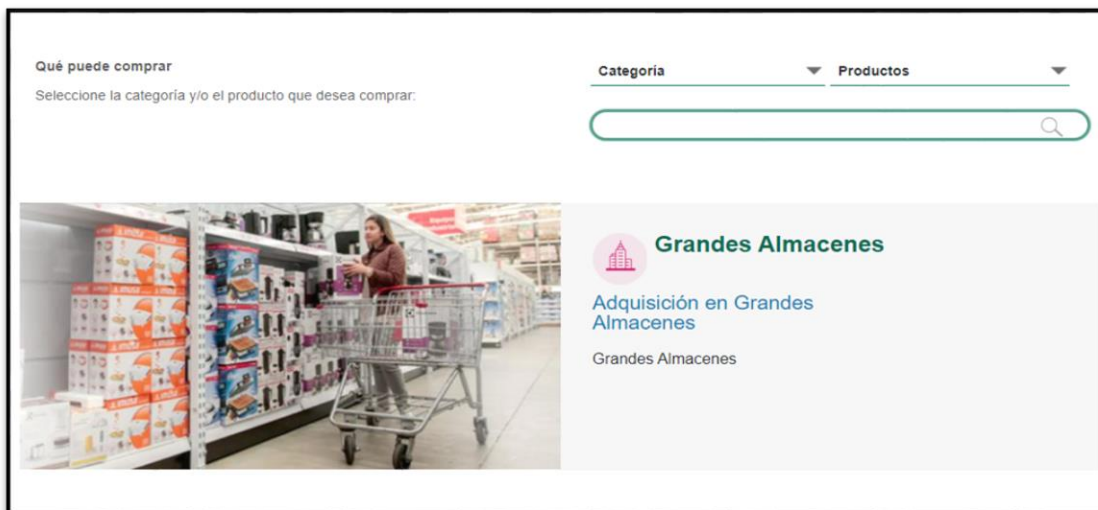 Qué puede comprar
Seleccione la categoría y/o el producto que desea comprar:
Categoría
Productos
Grandes Almacenes
Adquisición en Grandes
Almacenes
Grandes Almacenes
imusa